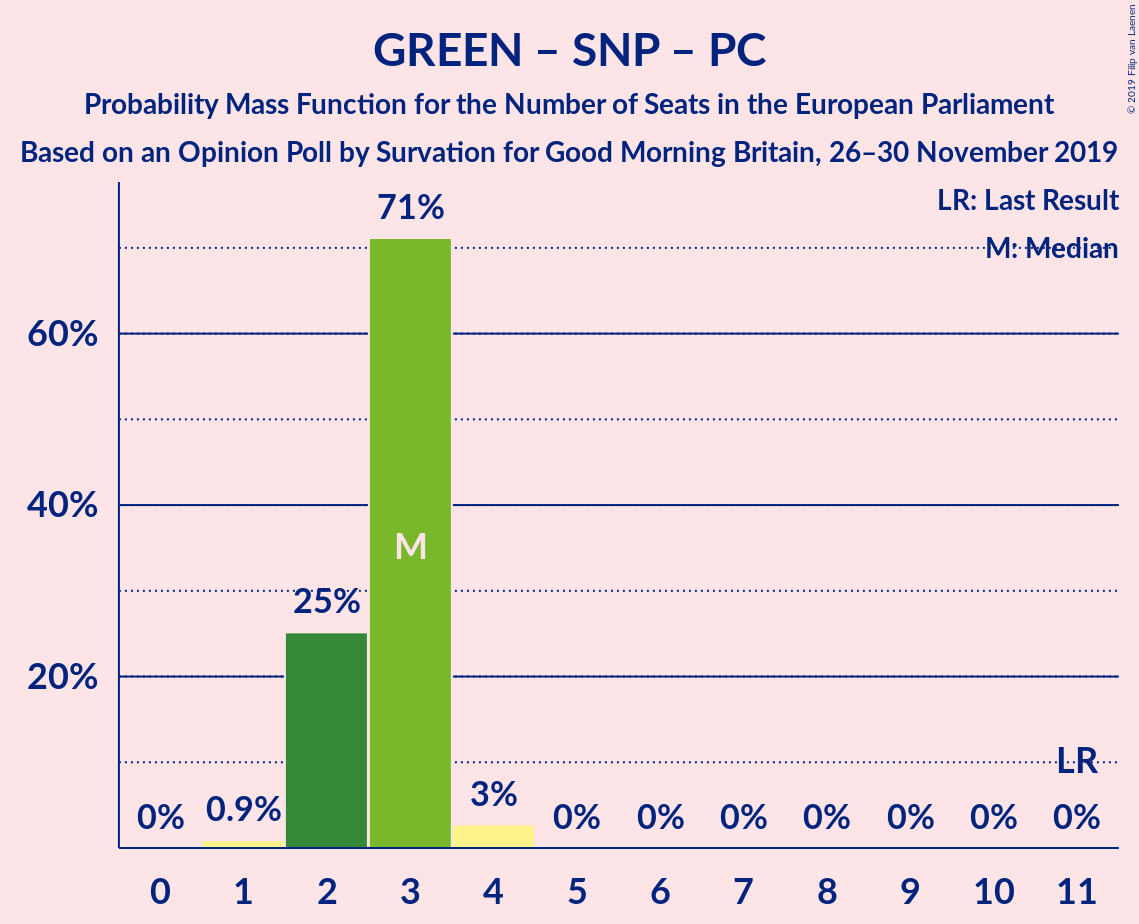 GREEN – SNP – PC
Probability Mass Function for the Number of Seats in the European Parliament
Based on an Opinion Poll by Survation for Good Morning Britain, 26–30 November 2019
© 2019 Filip van Laenen
LR: Last Result
M: Median
71%
60%
40%
M
25%
20%
LR
0% 0.9% 3% 0% 0% 0% 0% 0% 0% 0%
0 1 2 3 4 5 6 7 8 9 10 11